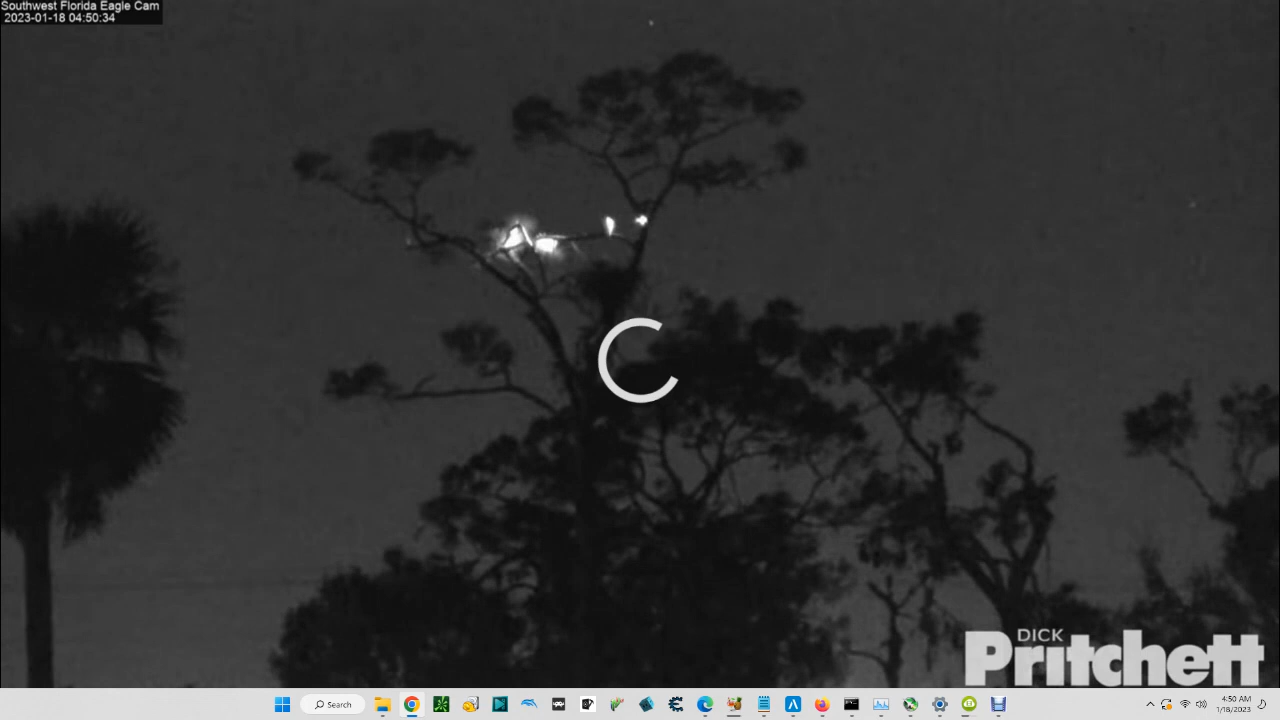 Southwest Florida Eagle Cam
2023-01-18 04:50:34
DICK
Pritchett
Search
4:50 AM
1/18/2023